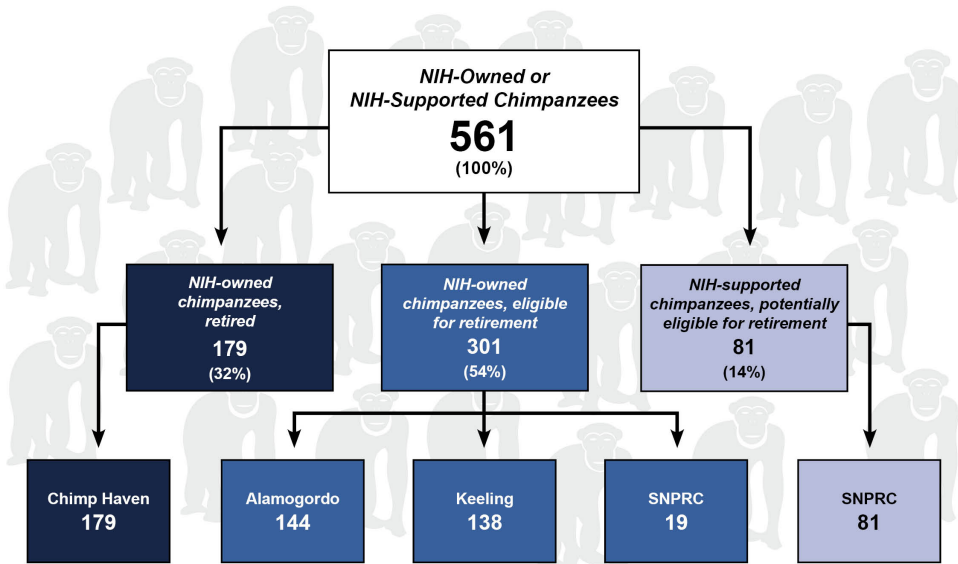 NIH-Owned or
NIH-Supported Chimpanzees
561
(100%)
NIH-owned
chimpanzees,
retired
179
(32%)
NIH-owned
chimpanzees, eligible
for retirement
301
(54%)
NIH-supported
chimpanzees, potentially
eligible for retirement
81
(14%)
Chimp Haven
179
Alamogordo
144
Keeling
138
SNPRC
19
SNPRC
81